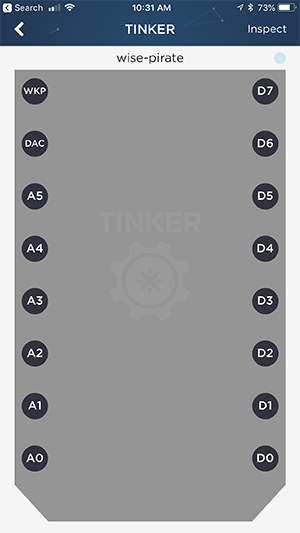 Search 10:31 AM 73%
TINKER Inspect
wise-pirate
WKP D7
DAC D6
A5 D5
TINKER
A4 D4
A3 D3
A2 D2
A1 D1
A0 D0